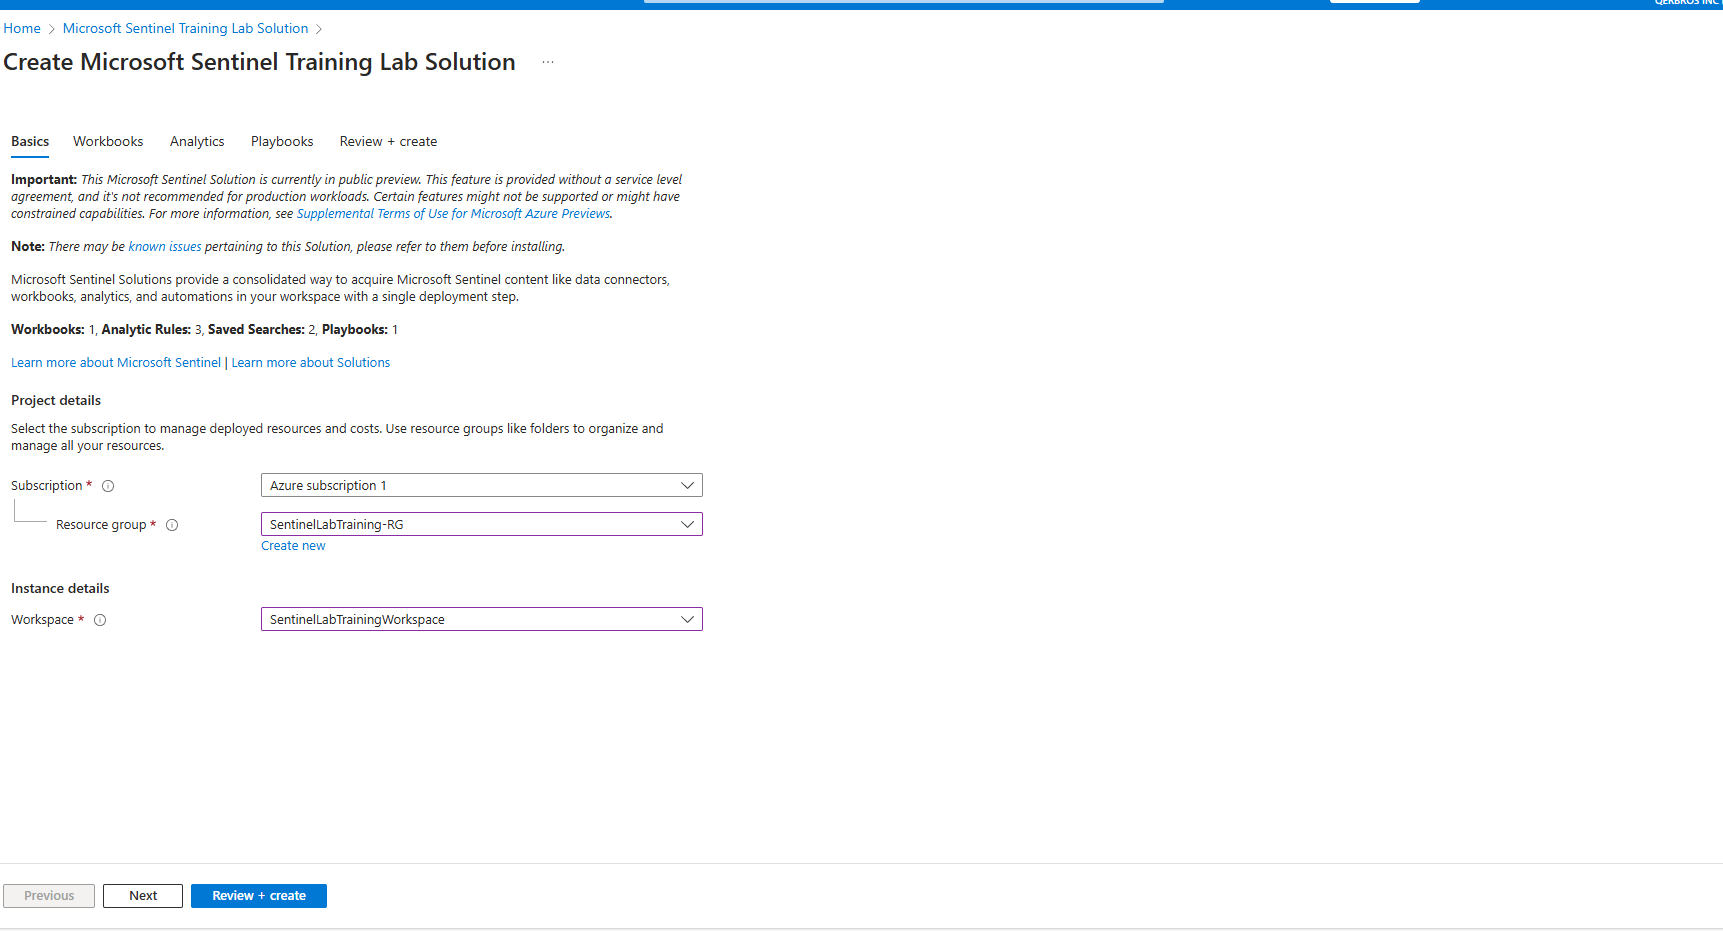 QERBROS INC
Home > Microsoft Sentinel Training Lab Solution >
Create Microsoft Sentinel Training Lab Solution ...
Basics Workbooks Analytics Playbooks Review + create
Important: This Microsoft Sentinel Solution is currently in public preview. This feature is provided without a service level
agreement, and it's not recommended for production workloads. Certain features might not be supported or might have
constrained capabilities. For more information, see Supplemental Terms of Use for Microsoft Azure Previews.
Note: There may be known issues pertaining to this Solution, please refer to them before installing.
Microsoft Sentinel Solutions provide a consolidated way to acquire Microsoft Sentinel content like data connectors,
workbooks, analytics, and automations in your workspace with a single deployment step.
Workbooks: 1, Analytic Rules: 3, Saved Searches: 2, Playbooks: 1
Learn more about Microsoft Sentinel | Learn more about Solutions
Project details
Select the subscription to manage deployed resources and costs. Use resource groups like folders to organize and
manage all your resources.
Subscription * Azure subscription 1
Resource group * SentinelLabTraining-RG
Create new
Instance details
Workspace * SentinelLabTrainingWorkspace
Previous Next Review + create